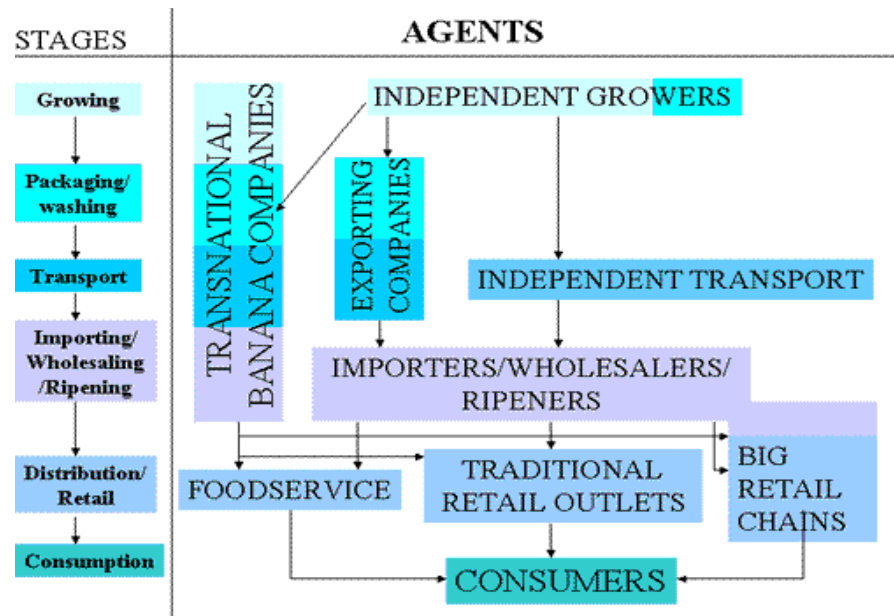 STAGES
AGENTS
Growing
Packaging/
washing
Transport
Importing/
Wholesaling
/Ripening
Distribution/
Retail
Consumption
TRANSNATIONAL
BANANA COMPANIES
INDEPENDENT GROWERS
EXPORTING
COMPANIES
INDEPENDENT TRANSPORT
IMPORTERS/WHOLESALERS/
RIPENERS
FOODSERVICE
TRADITIONAL
RETAIL OUTLETS
BIG
RETAIL
CHAINS
CONSUMERS